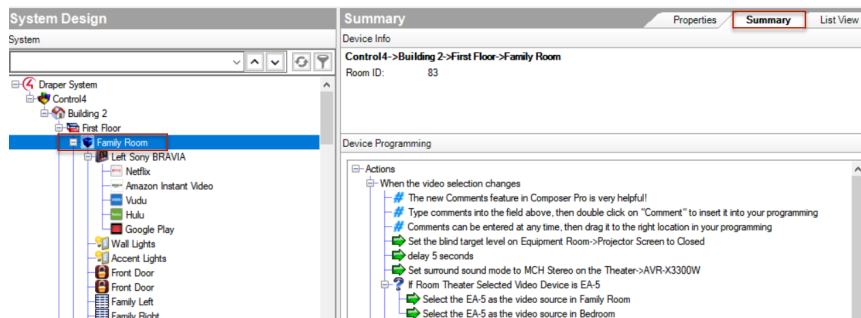 System Design
System
Draper System
Control4
Building 2
First Floor
Family Room
Left Sony BRAVIA
Netflix
Amazon Instant Video
Vudu
Hulu
Google Play
Wall Lights
Accent Lights
Front Door
Front Door
Family Left
Family Right
Summary
Properties
Summary
List View
Device Info
Control4->Building 2->First Floor->Family Room
Room ID: 83
Device Programming
Actions
When the video selection changes
# The new Comments feature in Composer Pro is very helpful!
# Type comments into the field above, then double click on "Comment" to insert it into your programming
# Comments can be entered at any time, then drag it to the right location in your programming
Set the blind target level on Equipment Room->Projector Screen to Closed
delay 5 seconds
Set surround sound mode to MCH Stereo on the Theater->AVR-X3300W
? If Room Theater Selected Video Device is EA-5
Select the EA-5 as the video source in Family Room
Select the EA-5 as the video source in Bedroom